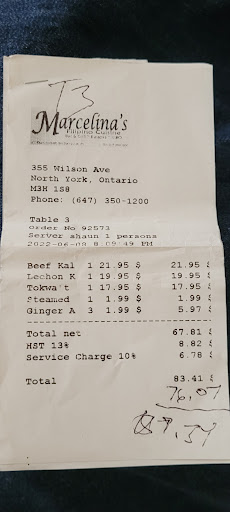 T3
Marcelina's
Filipino Cuisine
355 Wilson Ave
North York, Ontario
M3H 1S8
Phone: (647) 350-1200
Table 3
Order No 92573
Server shaun 1 persons
2022-06-08 8:09:49 PM
Beef Kal 1 21.95 $ 21.95 $
Lechon K 1 19.95 $ 19.95 $
Tokwa't 1 17.95 $ 17.95 $
Steamed 1 1.99 $ 1.99 $
Ginger A 3 1.99 $ 5.97 $
Total net 67.81 $
HST 13% 8.82 $
Service Charge 10% 6.78 $
Total 83.41 $
76.07